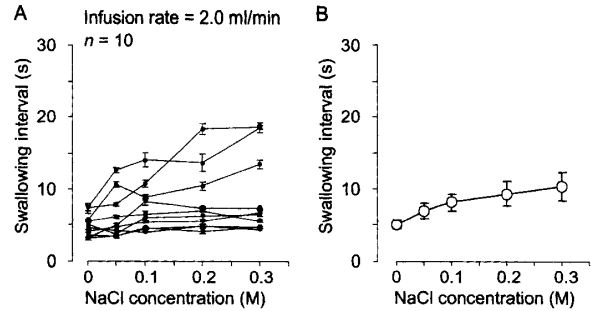 A
Infusion rate = 2.0 ml/min
n = 10
Swallowing interval (s)
30
20
10
0
0
0.1
0.2
0.3
NaCl concentration (M)
B
Swallowing interval (s)
30
20
10
0
0
0.1
0.2
0.3
NaCl concentration (M)